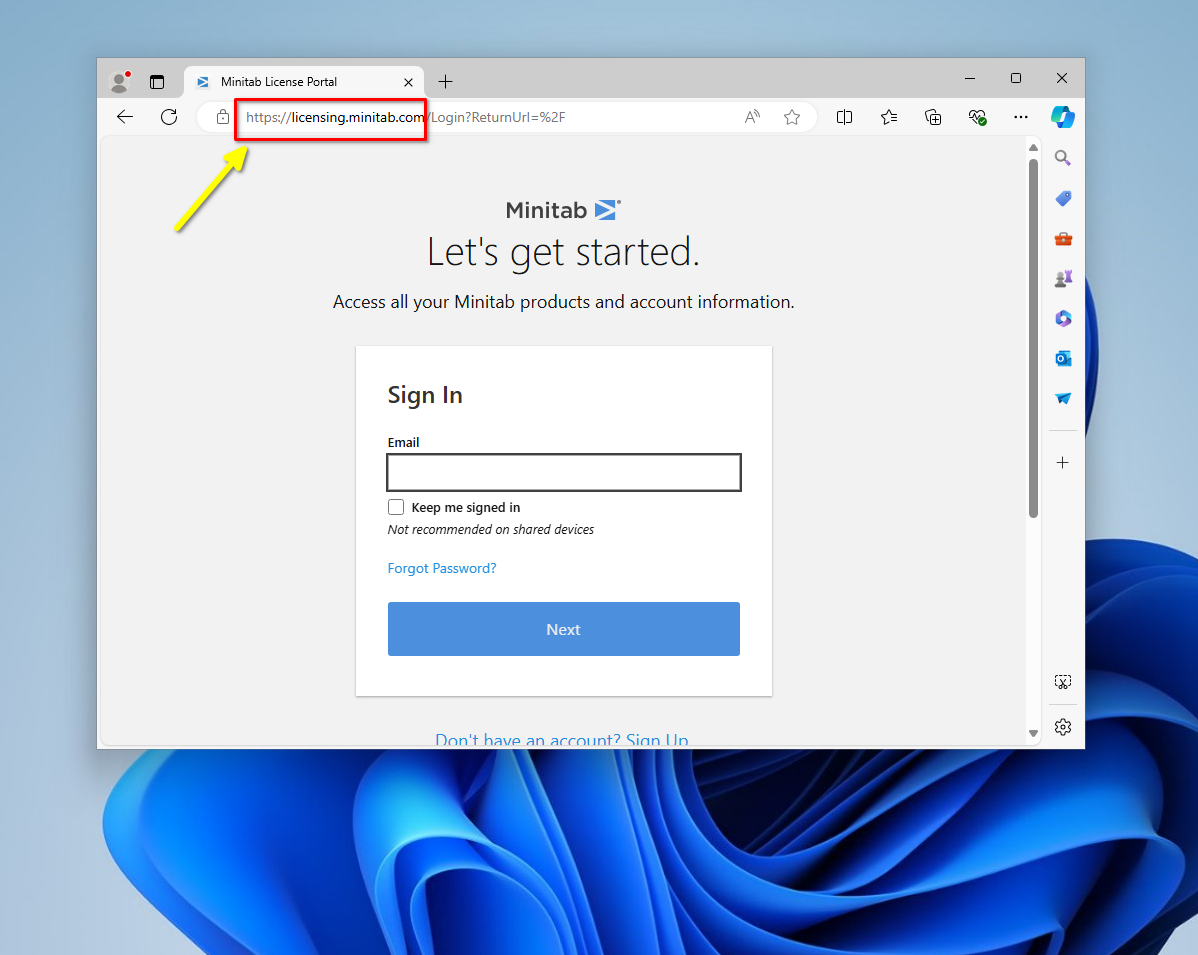 Minitab License Portal
https://licensing.minitab.com/Login?ReturnUrl=%2F
Minitab
Let's get started.
Access all your Minitab products and account information.
Sign In
Email
Keep me signed in
Not recommended on shared devices
Forgot Password?
Next
Don't have an account? Sign Up